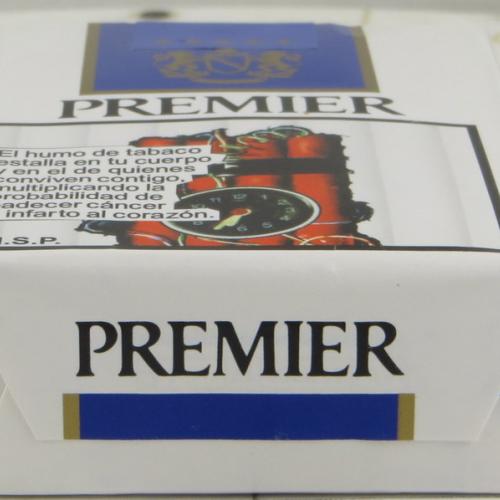 PREMIER
El humo de tabaco
estalla en tu cuerpo
y en el de quienes
conviven contigo.
multiplicando la
probabilidad de
padecer cáncer
infarto al corazón.
M.S.P.
PREMIER